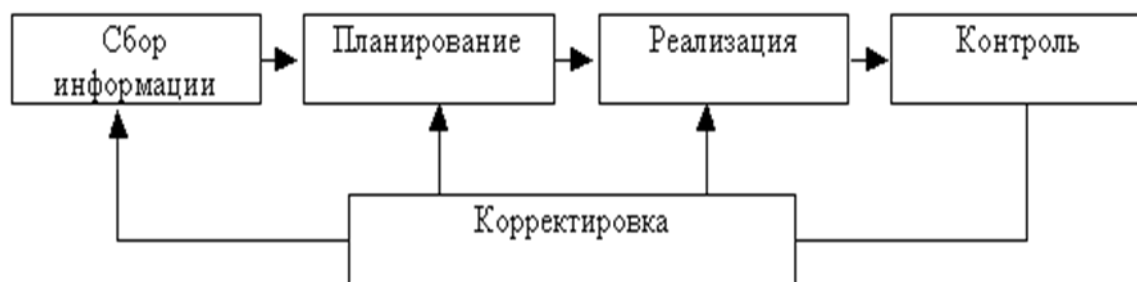 Сбор
информации
Планирование
Реализация
Контроль
Корректировка